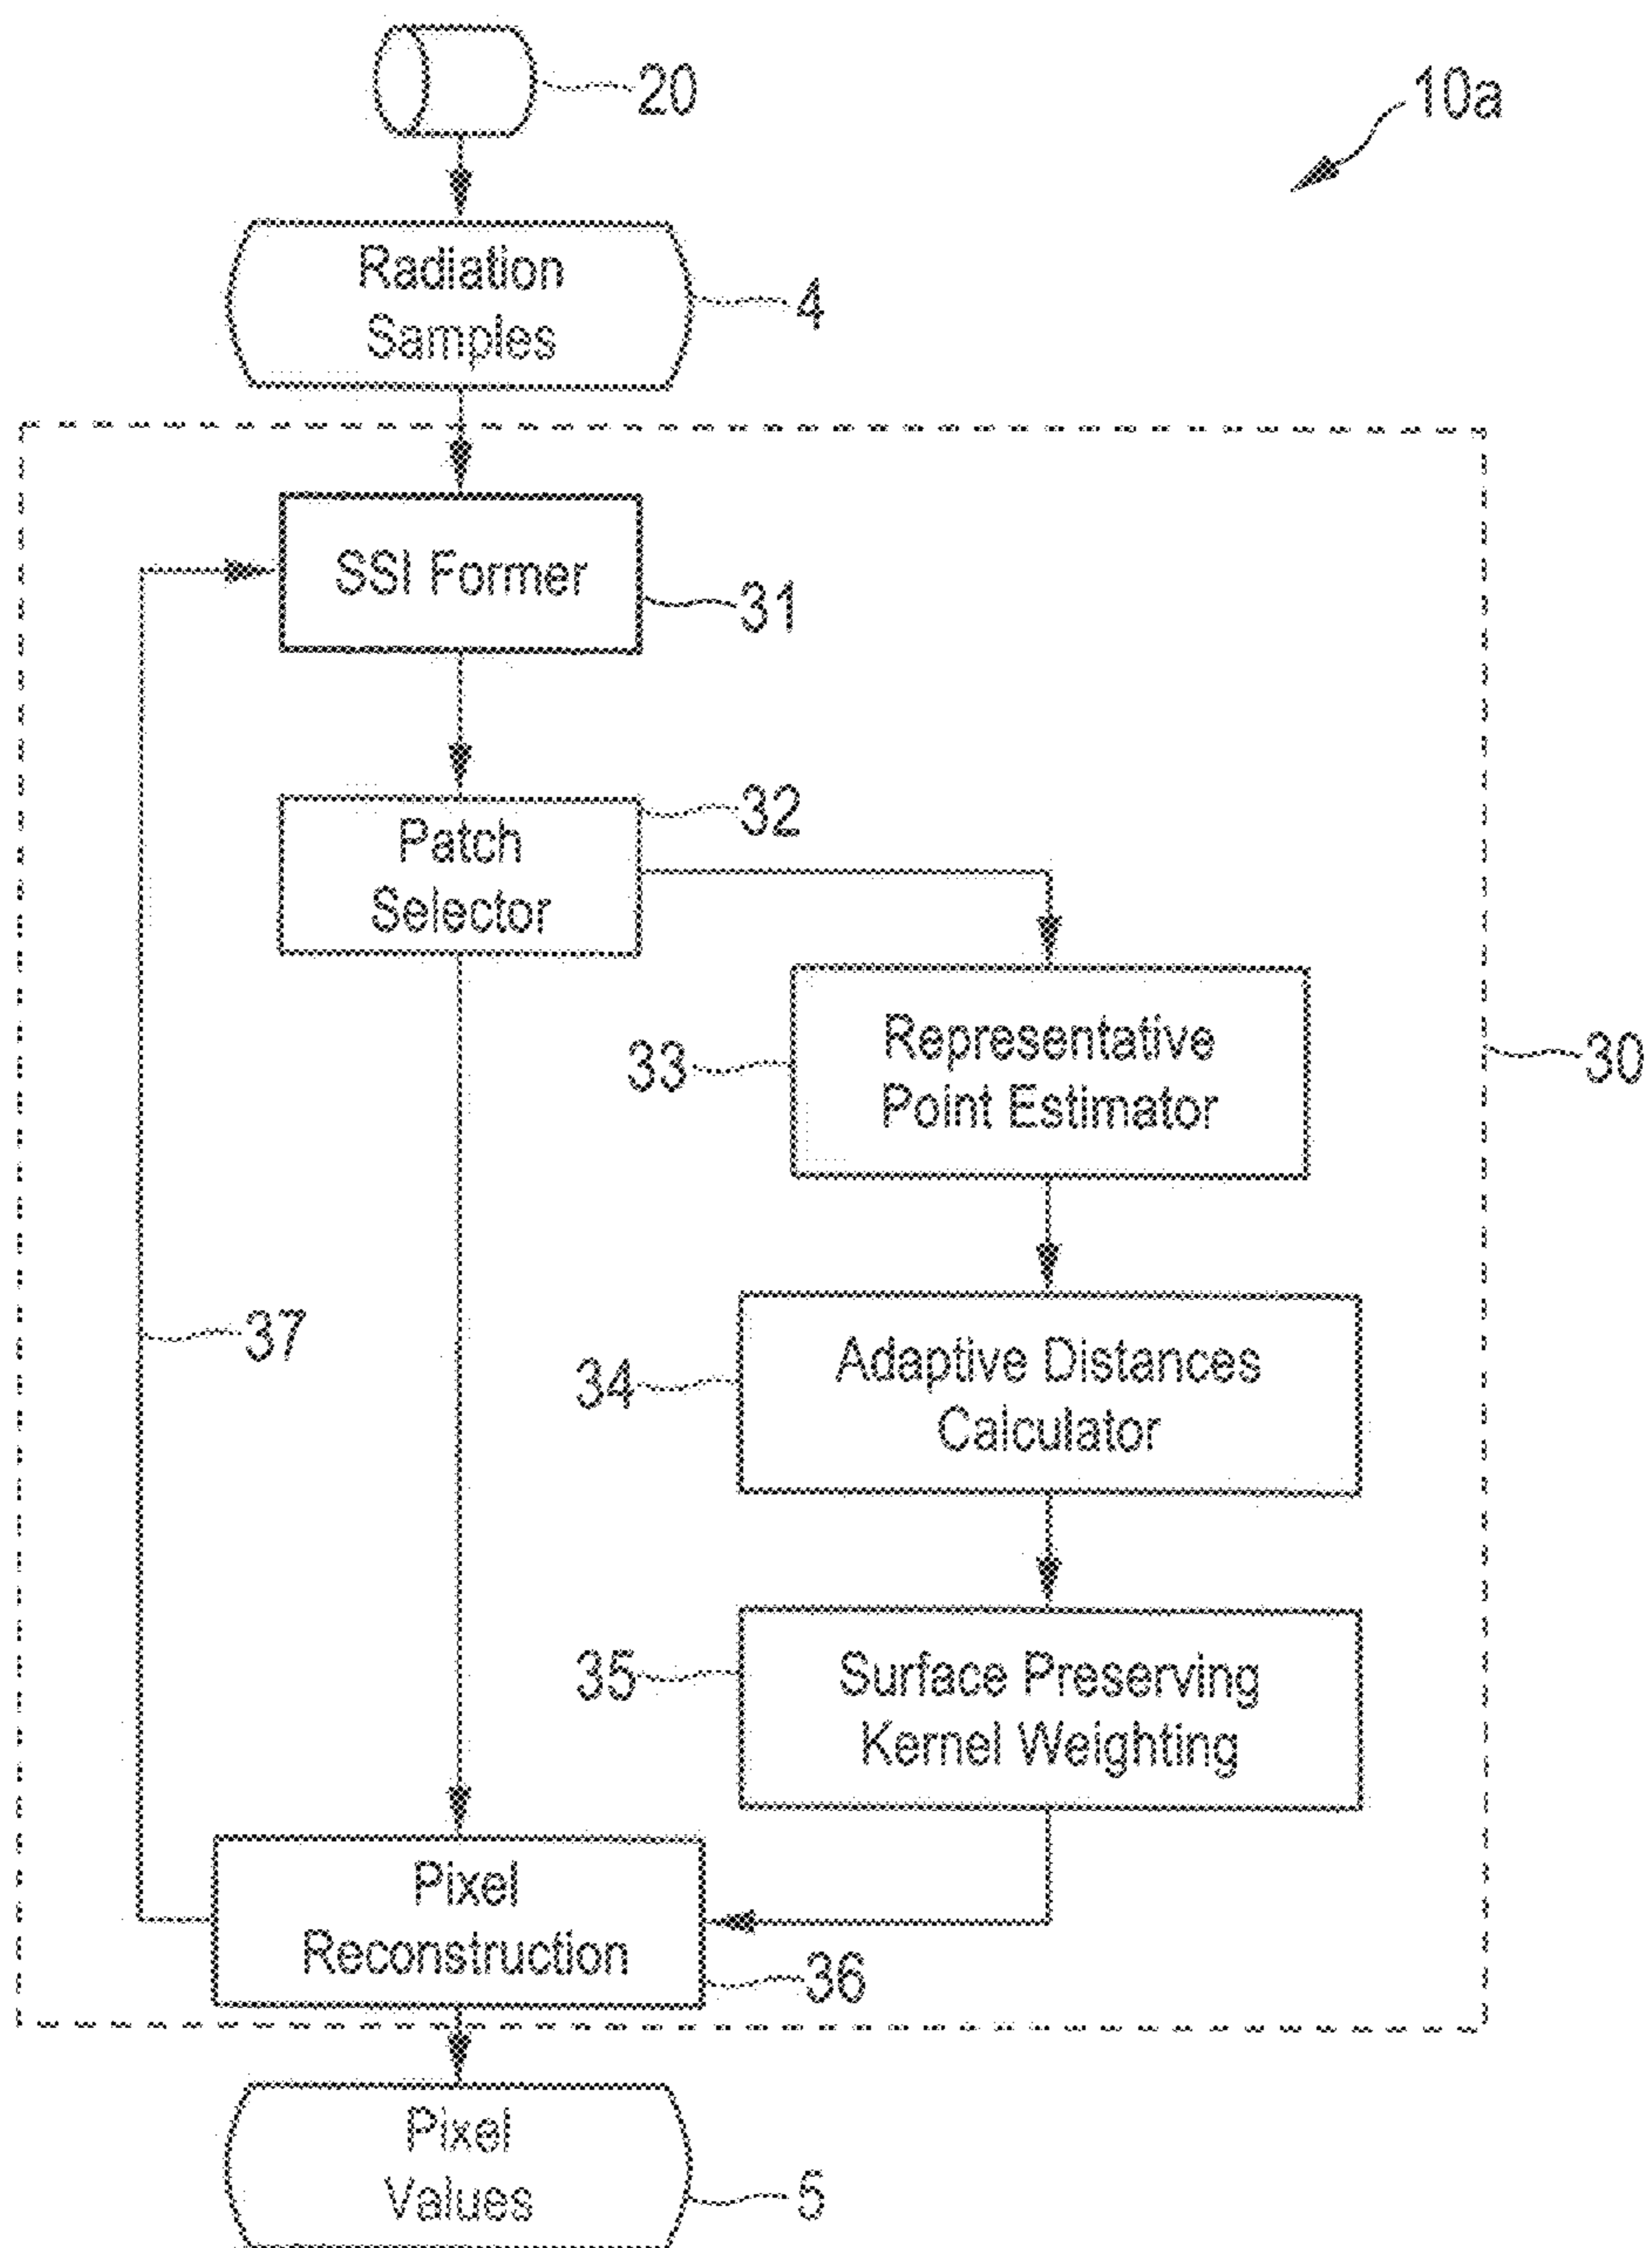 20
10a
Radiation
Samples
4
SSI Former
31
32
Patch
Selector
Representative
Point Estimator
33
30
37
Adaptive Distances
Calculator
34
Surface Preserving
Kernel Weighting
35
Pixel
Reconstruction
36
Pixel
Values
5